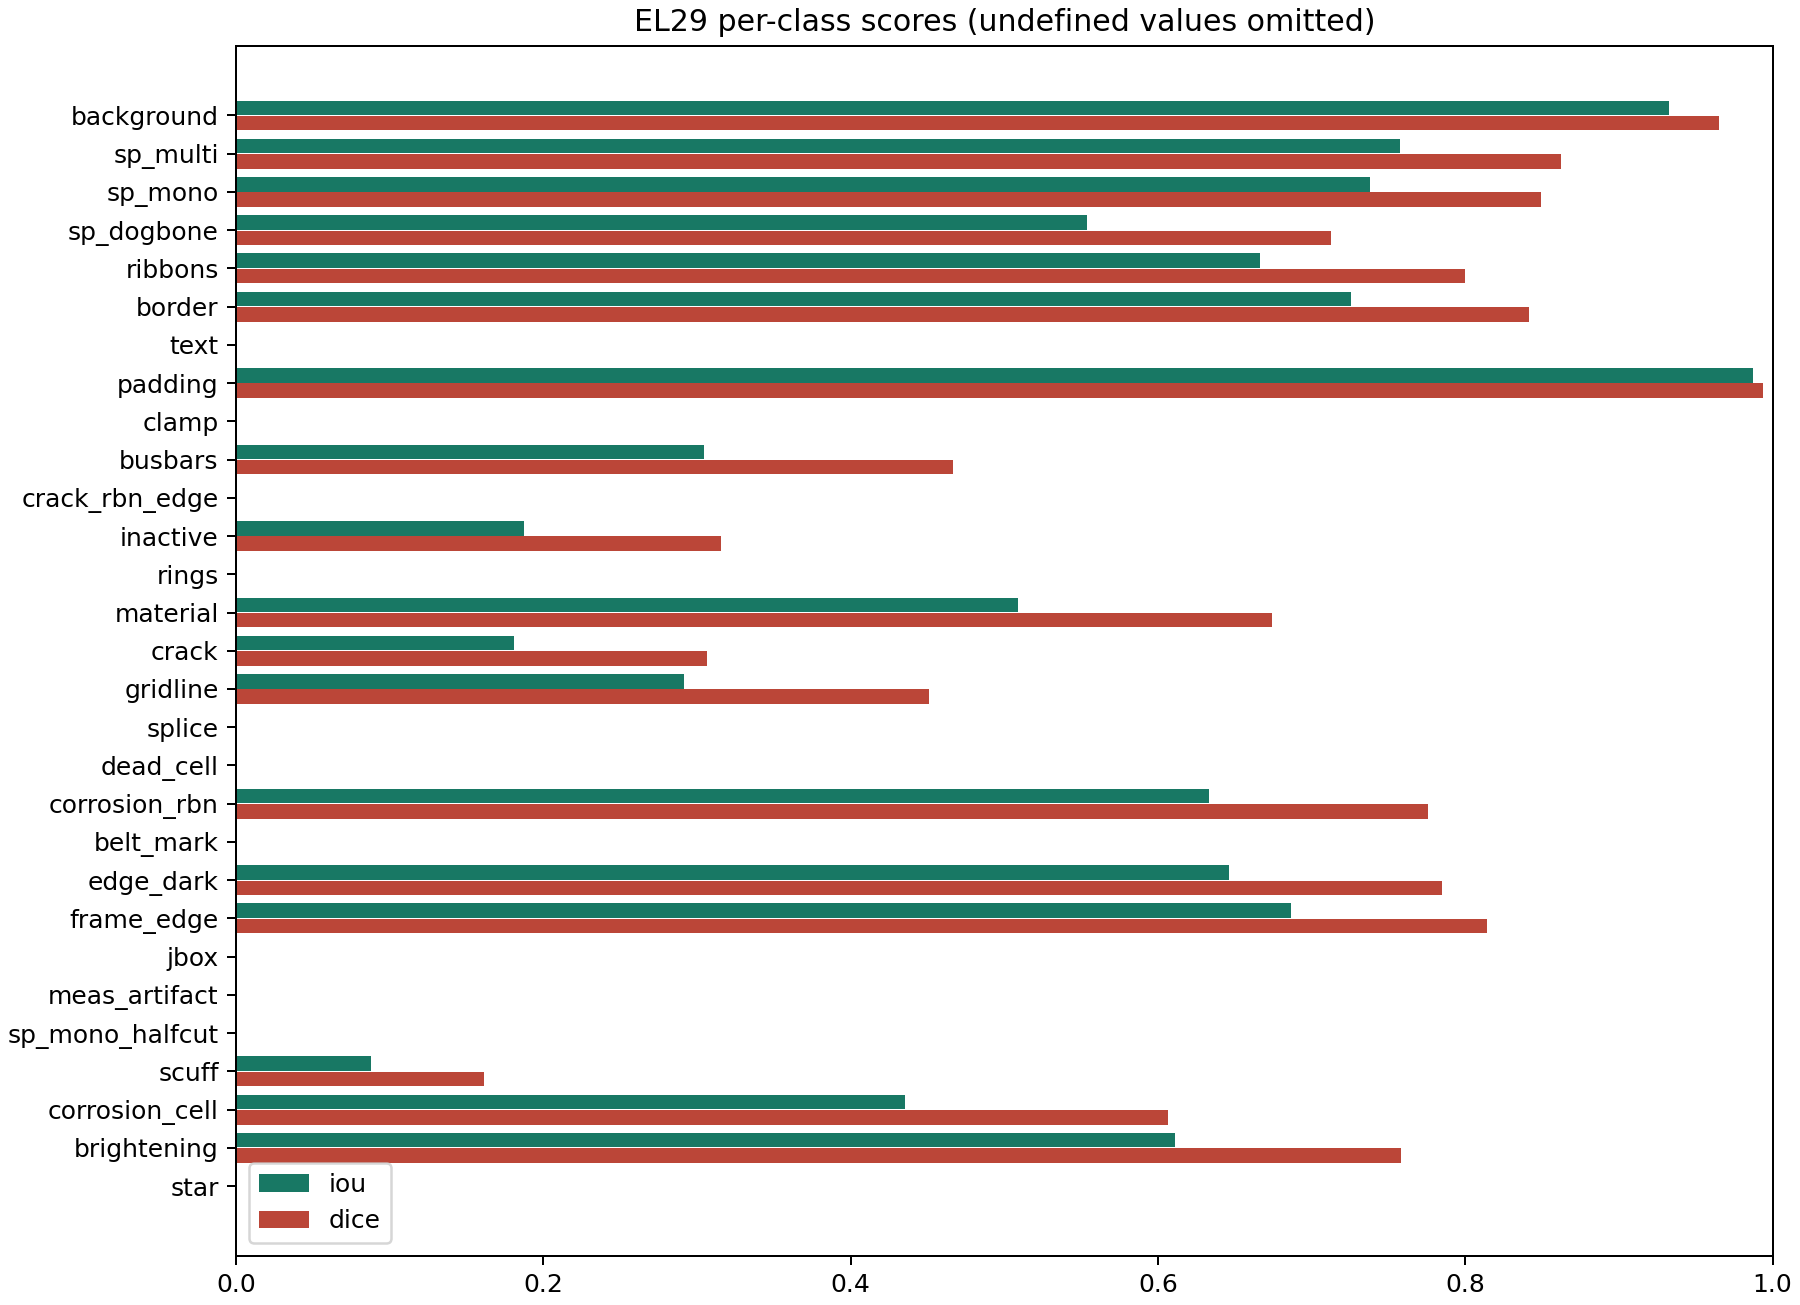 EL29 per-class scores (undefined values omitted)
background
sp_multi
sp_mono
sp_dogbone
ribbons
border
text
padding
clamp
busbars
crack_rbn_edge
inactive
rings
material
crack
gridline
splice
dead_cell
corrosion_rbn
belt_mark
edge_dark
frame_edge
jbox
meas_artifact
sp_mono_halfcut
scuff
corrosion_cell
brightening
star
iou
dice
0.0 0.2 0.4 0.6 0.8 1.0